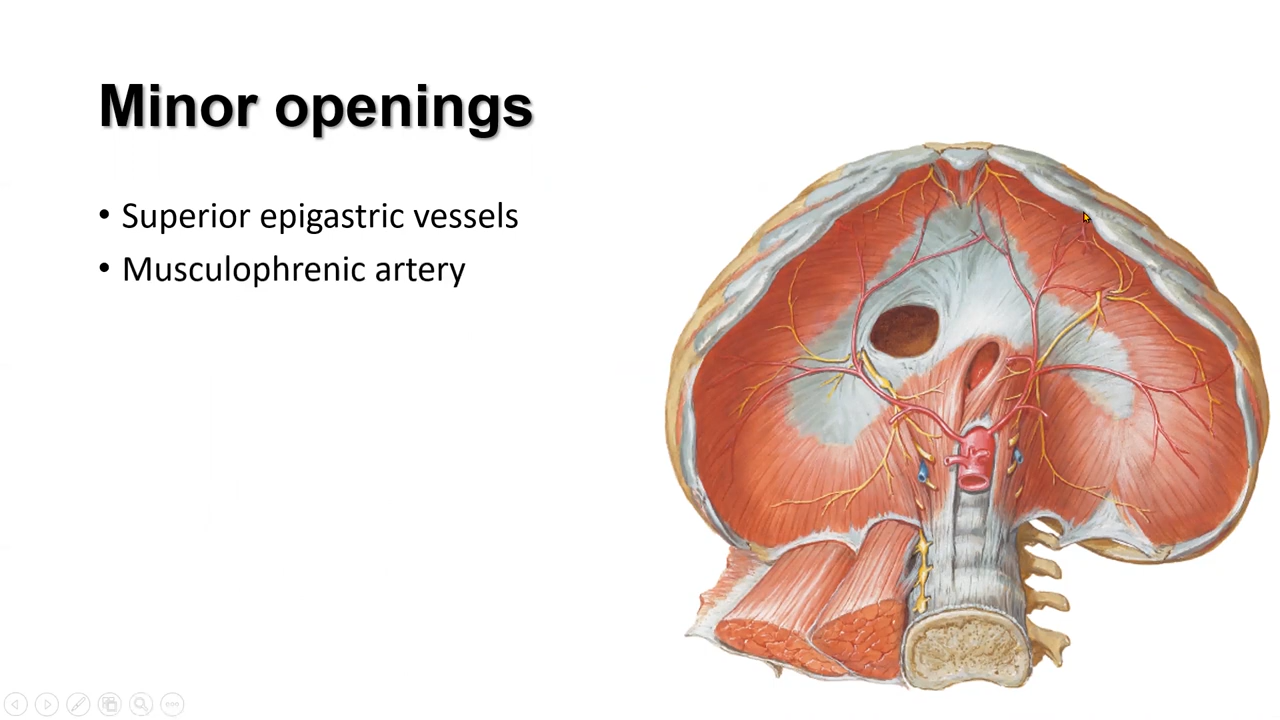 Minor openings
• Superior epigastric vessels
• Musculophrenic artery